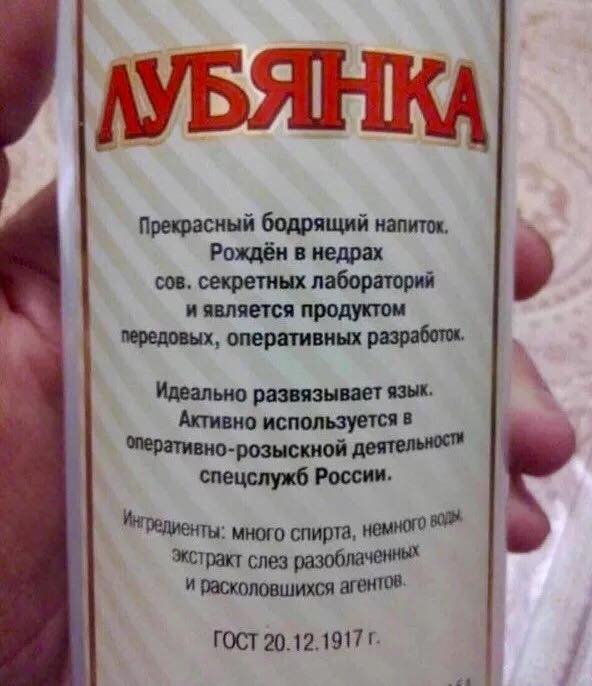 ЛУБЯНКА
Прекрасный бодрящий напиток.
Рождён в недрах
сов. секретных лабораторий
и является продуктом
передовых, оперативных разработок.
Идеально развязывает язык.
Активно используется в
оперативно-розыскной деятельности
спецслужб России.
Ингредиенты: много спирта, немного воды,
экстракт слез разоблаченных
и расколовшихся агентов.
ГОСТ 20.12.1917 г.